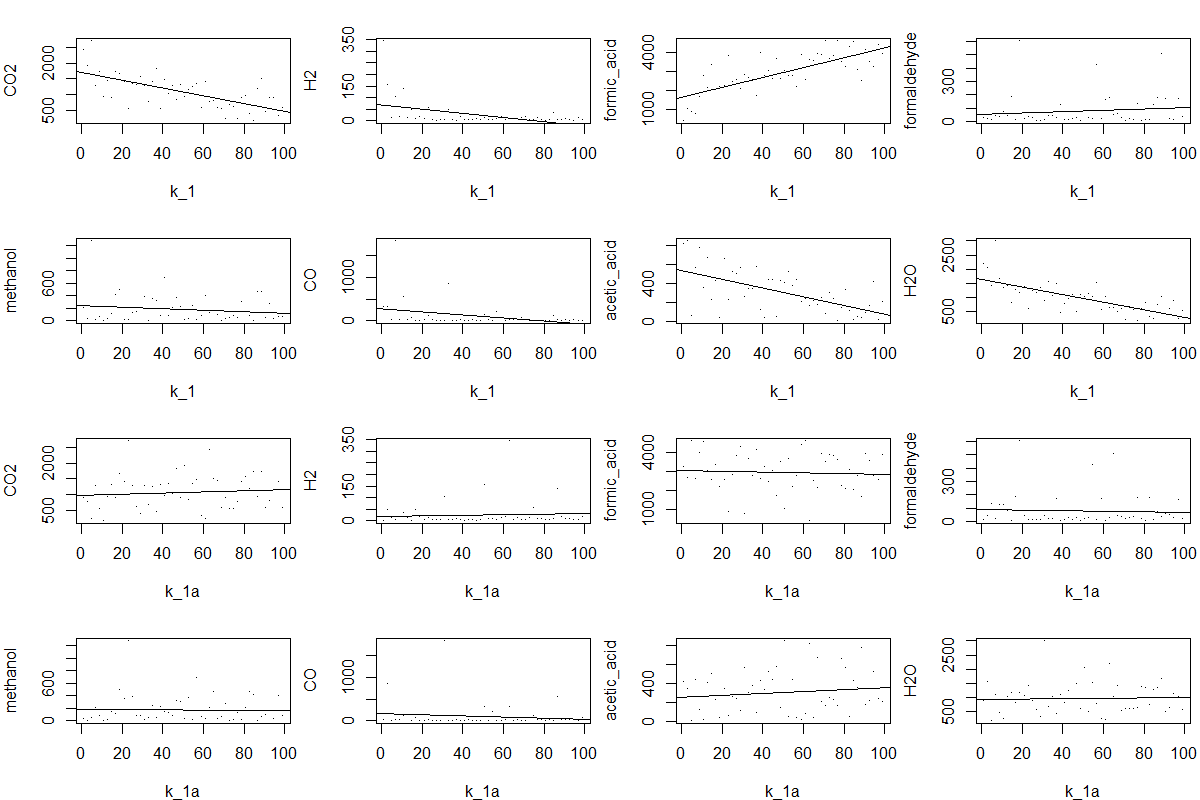 CO2 500 2000 0 20 40 60 80 100 k_1
H2 0 150 350 0 20 40 60 80 100 k_1
formic_acid 1000 4000 0 20 40 60 80 100 k_1
formaldehyde 0 300 0 20 40 60 80 100 k_1
methanol 0 600 0 20 40 60 80 100 k_1
CO 0 1000 0 20 40 60 80 100 k_1
acetic_acid 0 400 0 20 40 60 80 100 k_1
H2O 500 2500 0 20 40 60 80 100 k_1
CO2 500 2000 0 20 40 60 80 100 k_1a
H2 0 150 350 0 20 40 60 80 100 k_1a
formic_acid 1000 4000 0 20 40 60 80 100 k_1a
formaldehyde 0 300 0 20 40 60 80 100 k_1a
methanol 0 600 0 20 40 60 80 100 k_1a
CO 0 1000 0 20 40 60 80 100 k_1a
acetic_acid 0 400 0 20 40 60 80 100 k_1a
H2O 500 2500 0 20 40 60 80 100 k_1a